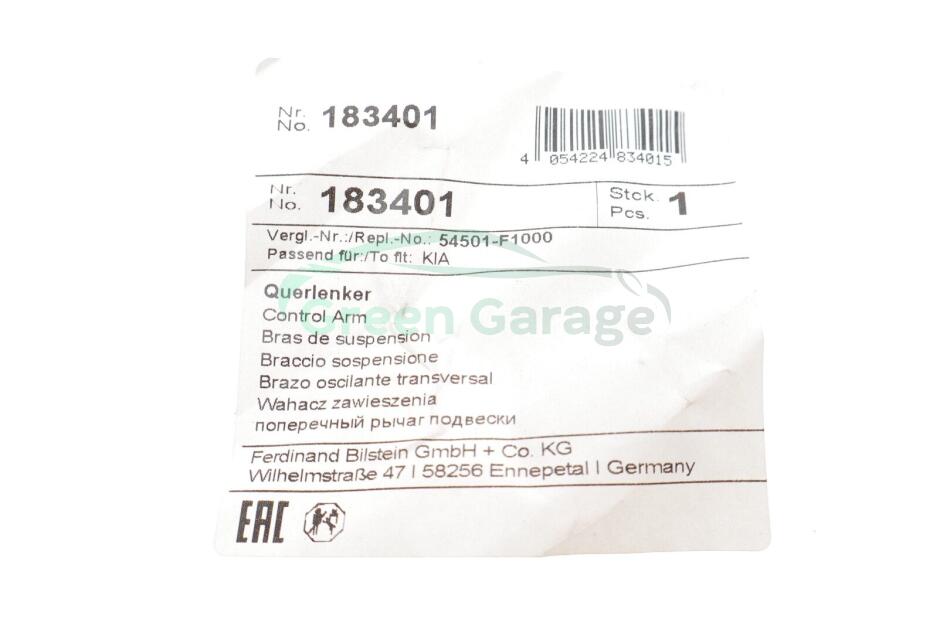 Nr.
No. 183401
4 054224 834015
Nr.
No. 183401
Stck.
Pcs. 1
Vergl.-Nr.:/Repl.-No.: 54501-F1000
Passend für:/To fit: KIA
Querlenker
Control Arm
Bras de suspension
Braccio sospensione
Brazo oscilante transversal
Wahacz zawieszenia
поперечный рычаг подвески
Green Garage
Ferdinand Bilstein GmbH + Co. KG
Wilhelmstraße 47 | 58256 Ennepetal | Germany
EAC